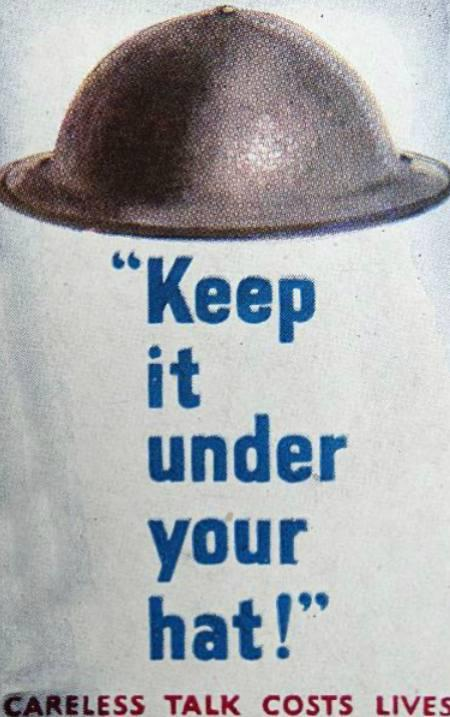 “Keep
it
under
your
hat!”
CARELESS TALK COSTS LIVES